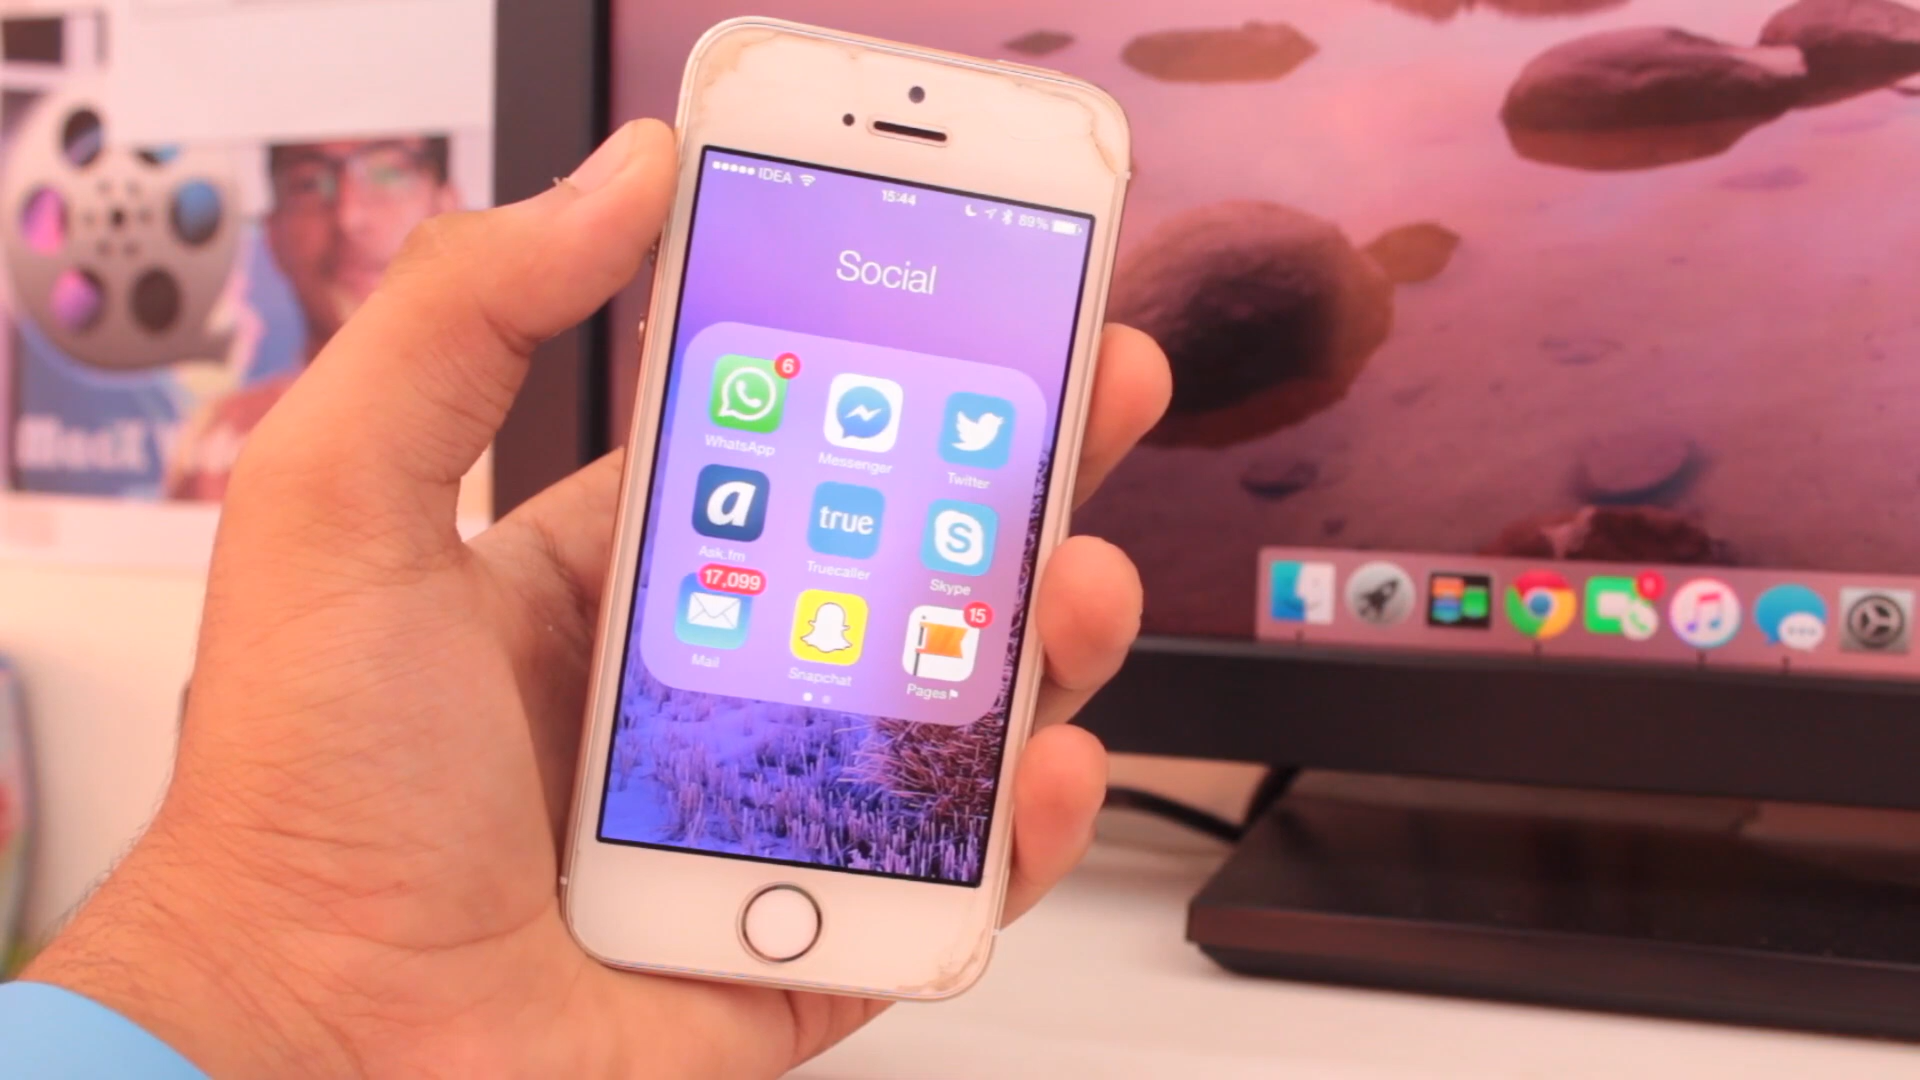 IDEA 15:44 89%
Social
6
WhatsApp Messenger Twitter
a true S
Ask.fm Truecaller Skype
17,099 15
Mail Snapchat Pages